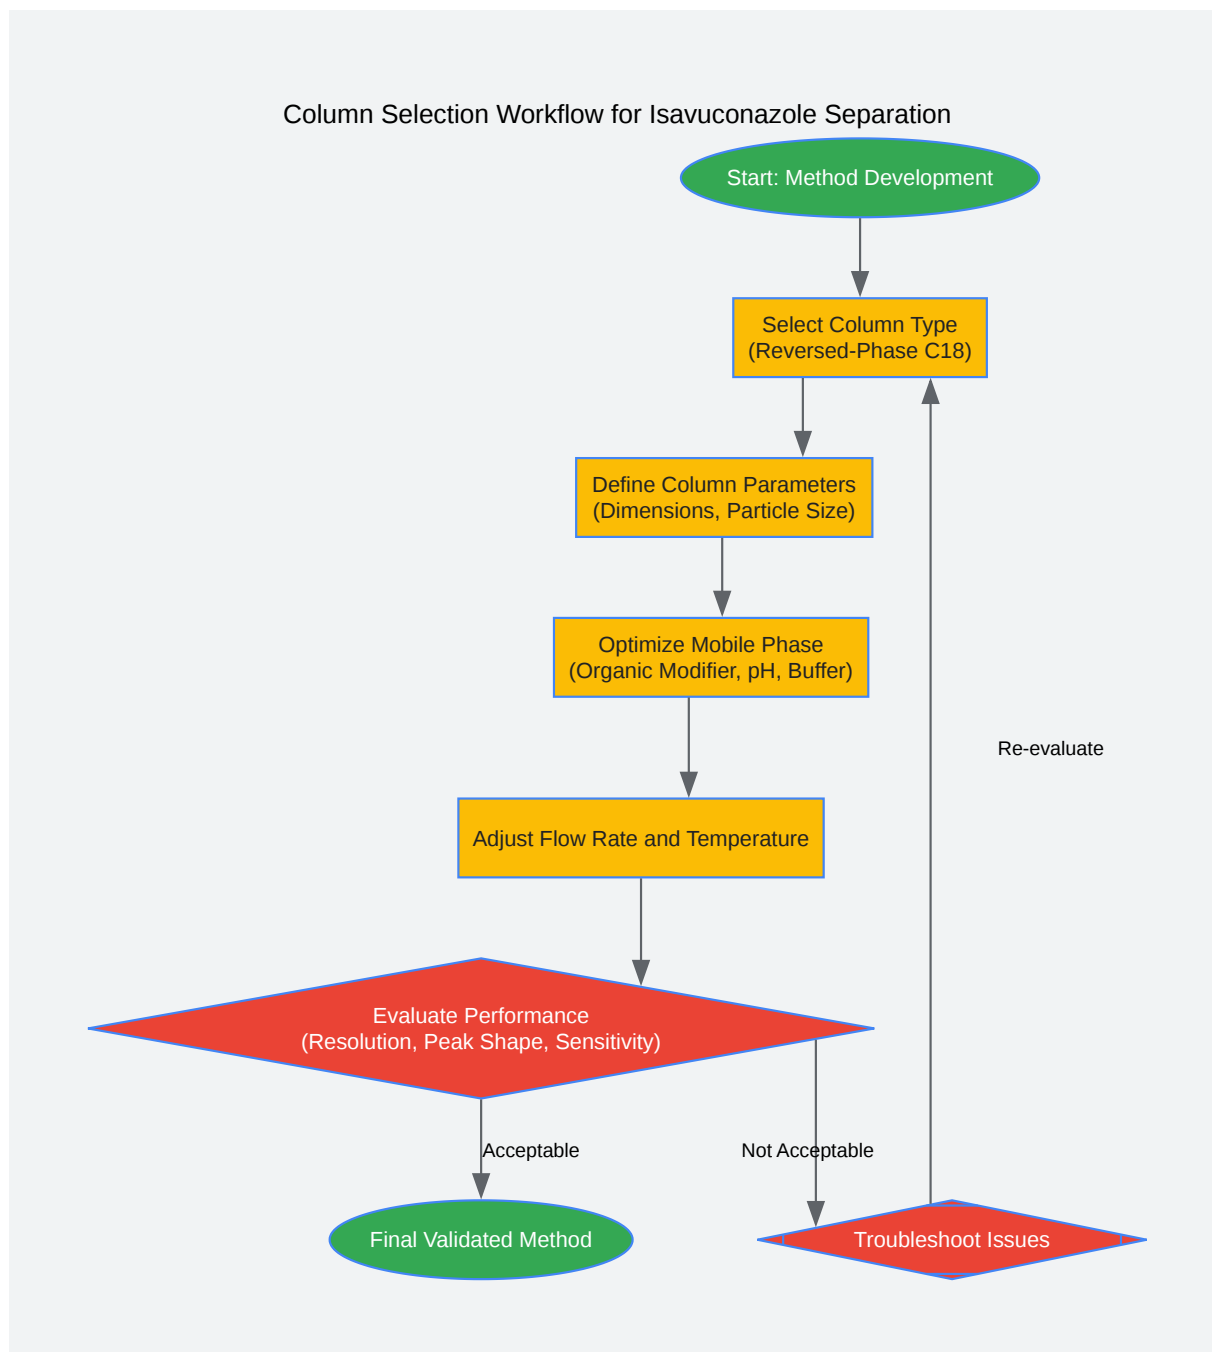 Column Selection Workflow for Isavuconazole Separation
Start: Method Development
Select Column Type
(Reversed-Phase C18)
Define Column Parameters
(Dimensions, Particle Size)
Optimize Mobile Phase
(Organic Modifier, pH, Buffer)
Re-evaluate
Adjust Flow Rate and Temperature
Evaluate Performance
(Resolution, Peak Shape, Sensitivity)
Acceptable
Not Acceptable
Final Validated Method
Troubleshoot Issues